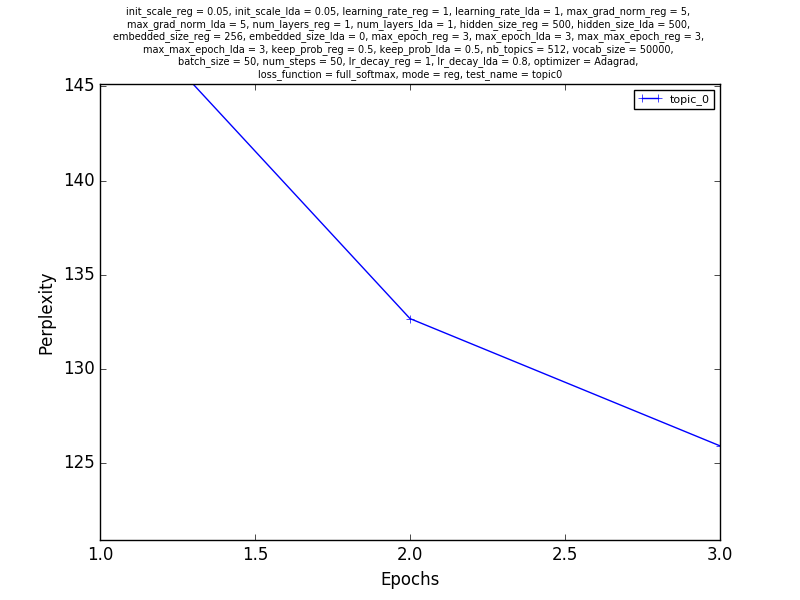 init_scale_reg = 0.05, init_scale_lda = 0.05, learning_rate_reg = 1, learning_rate_lda = 1, max_grad_norm_reg = 5,
max_grad_norm_lda = 5, num_layers_reg = 1, num_layers_lda = 1, hidden_size_reg = 500, hidden_size_lda = 500,
embedded_size_reg = 256, embedded_size_lda = 0, max_epoch_reg = 3, max_epoch_lda = 3, max_max_epoch_reg = 3,
max_max_epoch_lda = 3, keep_prob_reg = 0.5, keep_prob_lda = 0.5, nb_topics = 512, vocab_size = 50000,
batch_size = 50, num_steps = 50, lr_decay_reg = 1, lr_decay_lda = 0.8, optimizer = Adagrad,
loss_function = full_softmax, mode = reg, test_name = topic0
topic_0
145
140
135
130
125
Perplexity
1.0 1.5 2.0 2.5 3.0
Epochs